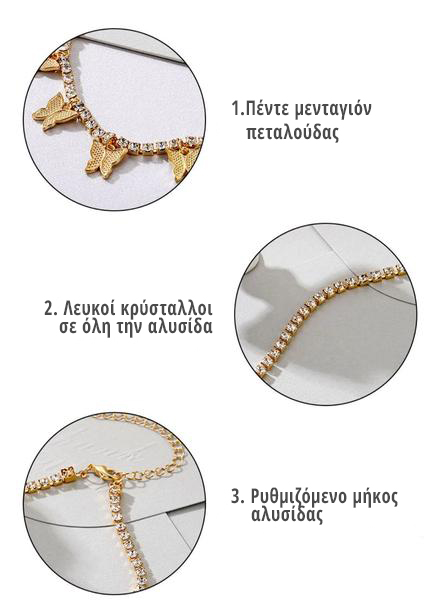 1.Πέντε μενταγιόν
πεταλούδας
2. Λευκοί κρύσταλλοι
σε όλη την αλυσίδα
3. Ρυθμιζόμενο μήκος
αλυσίδας